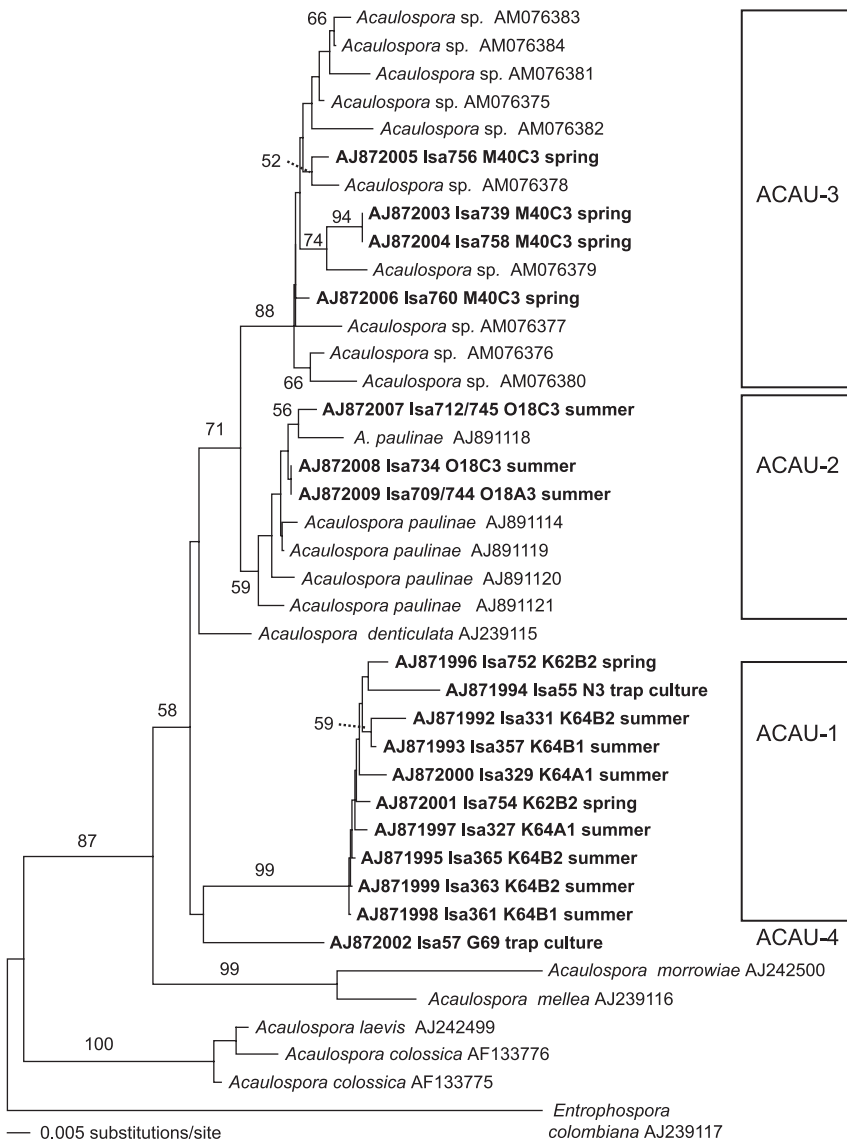 66
Acaulospora sp. AM076383
Acaulospora sp. AM076384
Acaulospora sp. AM076381
Acaulospora sp. AM076375
Acaulospora sp. AM076382
52
AJ872005 Isa756 M40C3 spring
Acaulospora sp. AM076378
94
AJ872003 Isa739 M40C3 spring
74
AJ872004 Isa758 M40C3 spring
Acaulospora sp. AM076379
AJ872006 Isa760 M40C3 spring
88
Acaulospora sp. AM076377
Acaulospora sp. AM076376
66
Acaulospora sp. AM076380
ACAU-3
56
AJ872007 Isa712/745 O18C3 summer
71
A. paulinae AJ891118
AJ872008 Isa734 O18C3 summer
AJ872009 Isa709/744 O18A3 summer
Acaulospora paulinae AJ891114
Acaulospora paulinae AJ891119
59
Acaulospora paulinae AJ891120
Acaulospora paulinae AJ891121
ACAU-2
Acaulospora denticulata AJ239115
58
AJ871996 Isa752 K62B2 spring
AJ871994 Isa55 N3 trap culture
59
AJ871992 Isa331 K64B2 summer
AJ871993 Isa357 K64B1 summer
AJ872000 Isa329 K64A1 summer
AJ872001 Isa754 K62B2 spring
AJ871997 Isa327 K64A1 summer
87
AJ871995 Isa365 K64B2 summer
99
AJ871999 Isa363 K64B2 summer
AJ871998 Isa361 K64B1 summer
ACAU-1
AJ872002 Isa57 G69 trap culture
ACAU-4
99
Acaulospora morrowiae AJ242500
Acaulospora mellea AJ239116
Acaulospora laevis AJ242499
100
Acaulospora colossica AF133776
Acaulospora colossica AF133775
Entrophospora
colombiana AJ239117
0.005 substitutions/site